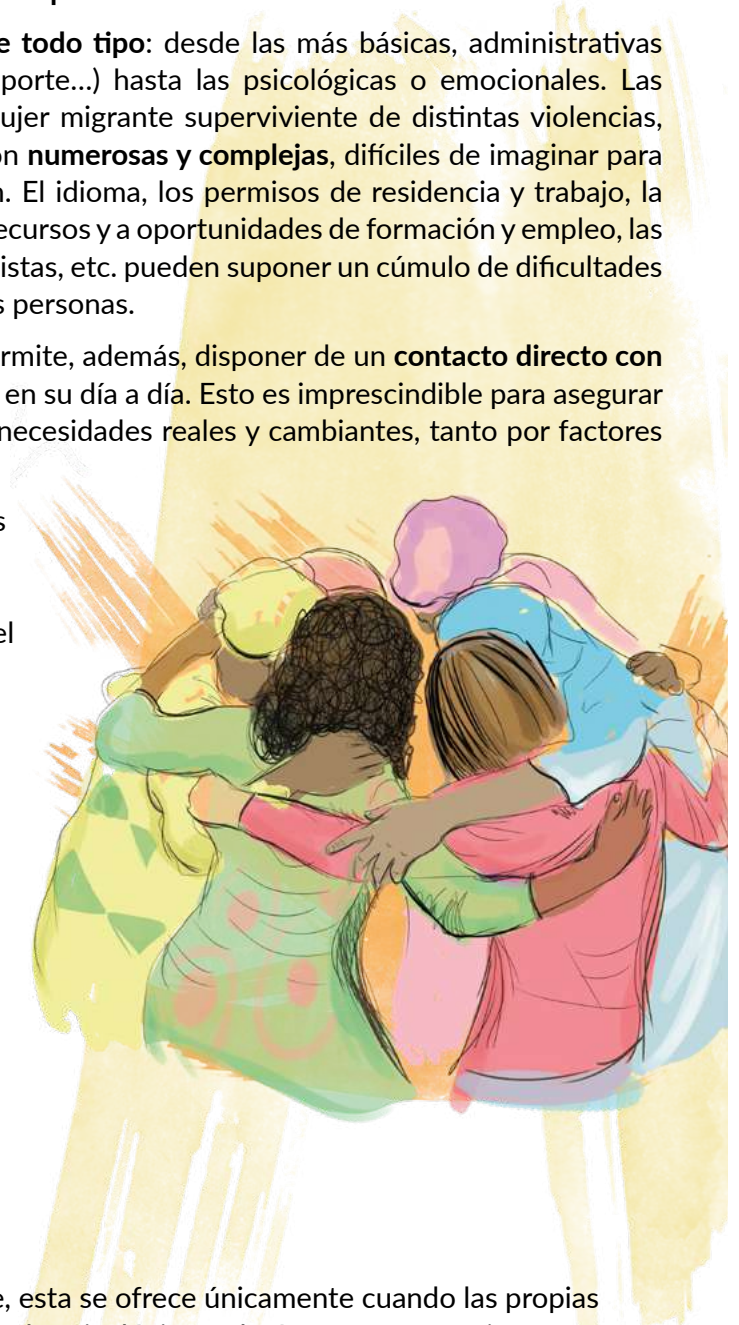 e todo tipo: desde las más básicas, administrativas
porte...) hasta las psicológicas o emocionales. Las
ujer migrante superviviente de distintas violencias,
on numerosas y complejas, difíciles de imaginar para
n. El idioma, los permisos de residencia y trabajo, la
ecursos y a oportunidades de formación y empleo, las
istas, etc. pueden suponer un cúmulo de dificultades
s personas.
rmite, además, disponer de un contacto directo con
en su día a día. Esto es imprescindible para asegurar
necesidades reales y cambiantes, tanto por factores
s
el
e, esta se ofrece únicamente cuando las propias